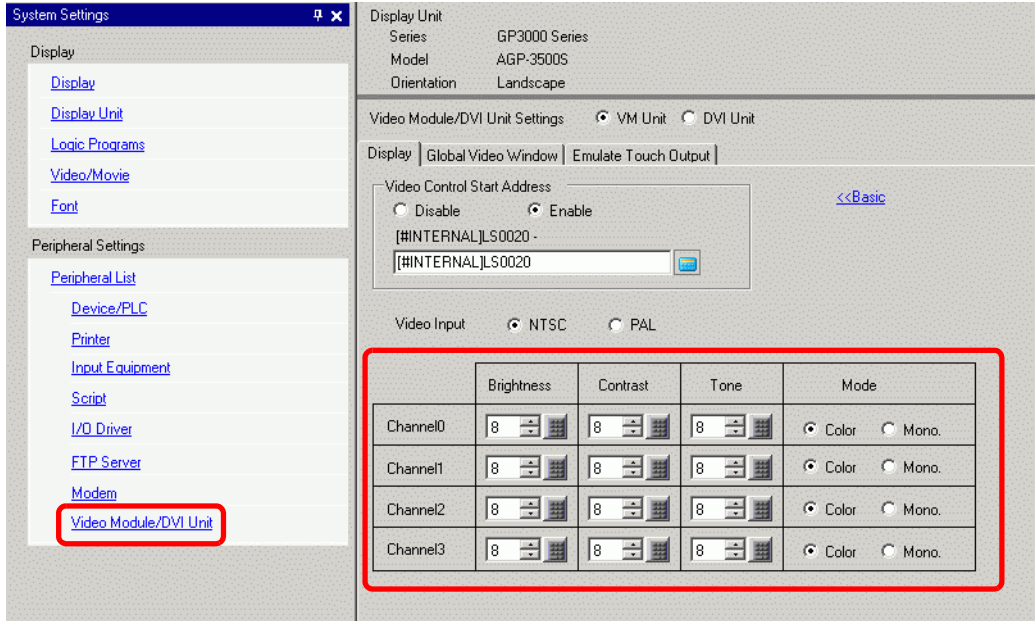 System Settings
Display
Display
Display Unit
Logic Programs
Video/Movie
Font
Peripheral Settings
Peripheral List
Device/PLC
Printer
Input Equipment
Script
I/O Driver
FTP Server
Modem
Video Module/DVI Unit
Display Unit
Series GP3000 Series
Model AGP-3500S
Orientation Landscape
Video Module/DVI Unit Settings VM Unit DVI Unit
Display Global Video Window Emulate Touch Output
Video Control Start Address
Disable Enable
<<Basic
[#INTERNAL]LS0020 -
[#INTERNAL]LS0020
Video Input NTSC PAL
Brightness Contrast Tone Mode
Channel0 8 8 8 Color Mono.
Channel1 8 8 8 Color Mono.
Channel2 8 8 8 Color Mono.
Channel3 8 8 8 Color Mono.